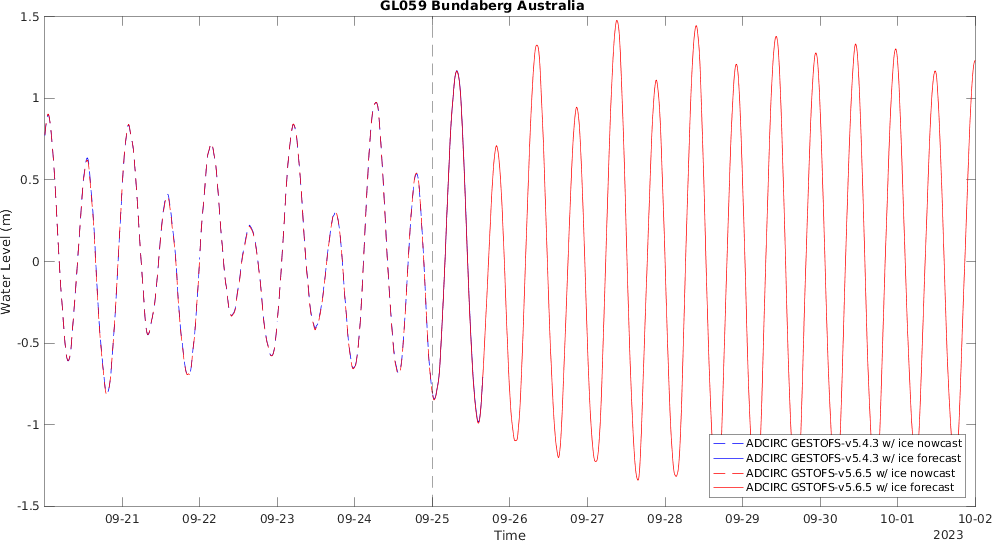 GL059 Bundaberg Australia
1.5
1
0.5
0
-0.5
-1
-1.5
Water Level (m)
ADCIRC GESTOFS-v5.4.3 w/ ice nowcast
ADCIRC GESTOFS-v5.4.3 w/ ice forecast
ADCIRC GSTOFS-v5.6.5 w/ ice nowcast
ADCIRC GSTOFS-v5.6.5 w/ ice forecast
09-21 09-22 09-23 09-24 09-25 09-26 09-27 09-28 09-29 09-30 10-01 10-02
Time
2023